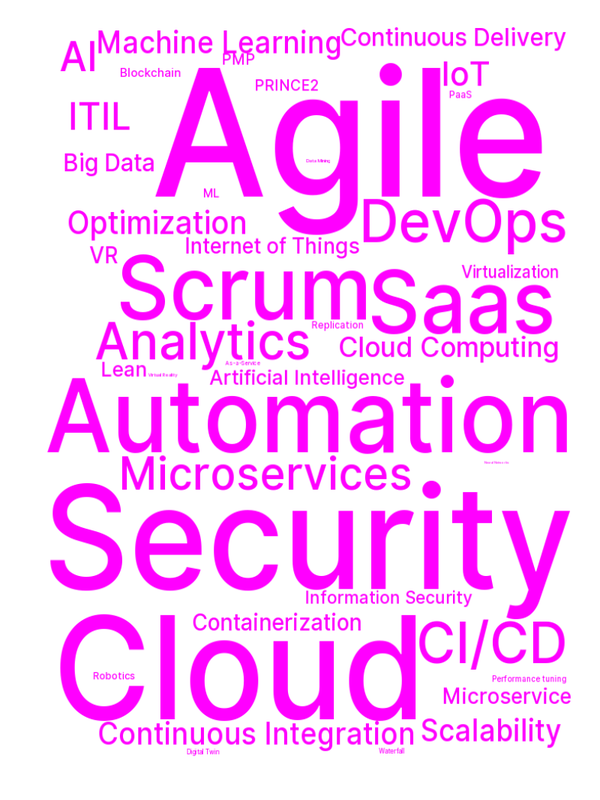 Continuous Delivery
Machine Learning
AI
PMP
Blockchain
IoT
PRINCE2
PaaS
Agile
ITIL
Big Data
Data Mining
ML
Optimization
DevOps
Internet of Things
VR
Virtualization
Scrum
Saas
Replication
Analytics
Cloud Computing
As-a-Service
Lean
Virtual Reality
Artificial Intelligence
Automation
Microservices
Security
Information Security
Containerization
CI/CD
Cloud
Robotics
Performance tuning
Microservice
Continuous Integration
Scalability
Digital Twin
Waterfall